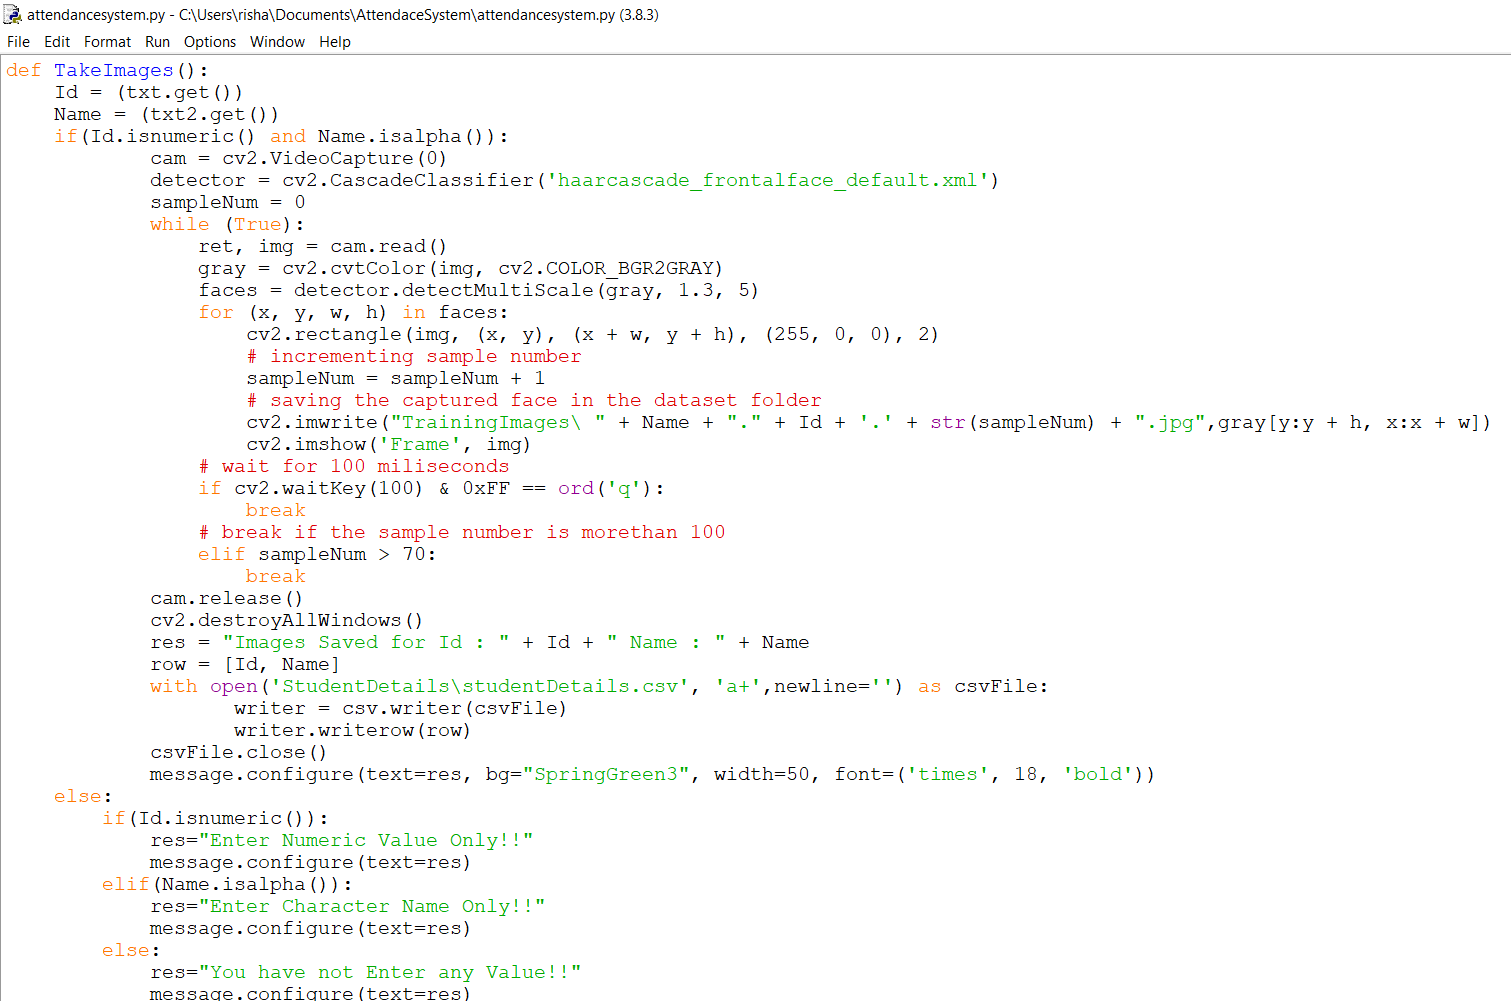 attendancesystem.py - C:\Users\risha\Documents\AttendaceSystem\attendancesystem.py (3.8.3)
File Edit Format Run Options Window Help
def TakeImages():
    Id = (txt.get())
    Name = (txt2.get())
    if(Id.isnumeric() and Name.isalpha()):
            cam = cv2.VideoCapture(0)
            detector = cv2.CascadeClassifier('haarcascade_frontalface_default.xml')
            sampleNum = 0
            while (True):
                ret, img = cam.read()
                gray = cv2.cvtColor(img, cv2.COLOR_BGR2GRAY)
                faces = detector.detectMultiScale(gray, 1.3, 5)
                for (x, y, w, h) in faces:
                    cv2.rectangle(img, (x, y), (x + w, y + h), (255, 0, 0), 2)
                    # incrementing sample number
                    sampleNum = sampleNum + 1
                    # saving the captured face in the dataset folder
                    cv2.imwrite("TrainingImages\ " + Name + "." + Id + '.' + str(sampleNum) + ".jpg",gray[y:y + h, x:x + w])
                    cv2.imshow('Frame', img)
                # wait for 100 miliseconds
                if cv2.waitKey(100) & 0xFF == ord('q'):
                    break
                # break if the sample number is morethan 100
                elif sampleNum > 70:
                    break
            cam.release()
            cv2.destroyAllWindows()
            res = "Images Saved for Id : " + Id + " Name : " + Name
            row = [Id, Name]
            with open('StudentDetails\studentDetails.csv', 'a+',newline='') as csvFile:
                   writer = csv.writer(csvFile)
                   writer.writerow(row)
            csvFile.close()
            message.configure(text=res, bg="SpringGreen3", width=50, font=('times', 18, 'bold'))
    else:
        if(Id.isnumeric()):
            res="Enter Numeric Value Only!!"
            message.configure(text=res)
        elif(Name.isalpha()):
            res="Enter Character Name Only!!"
            message.configure(text=res)
        else:
            res="You have not Enter any Value!!"
            message.configure(text=res)